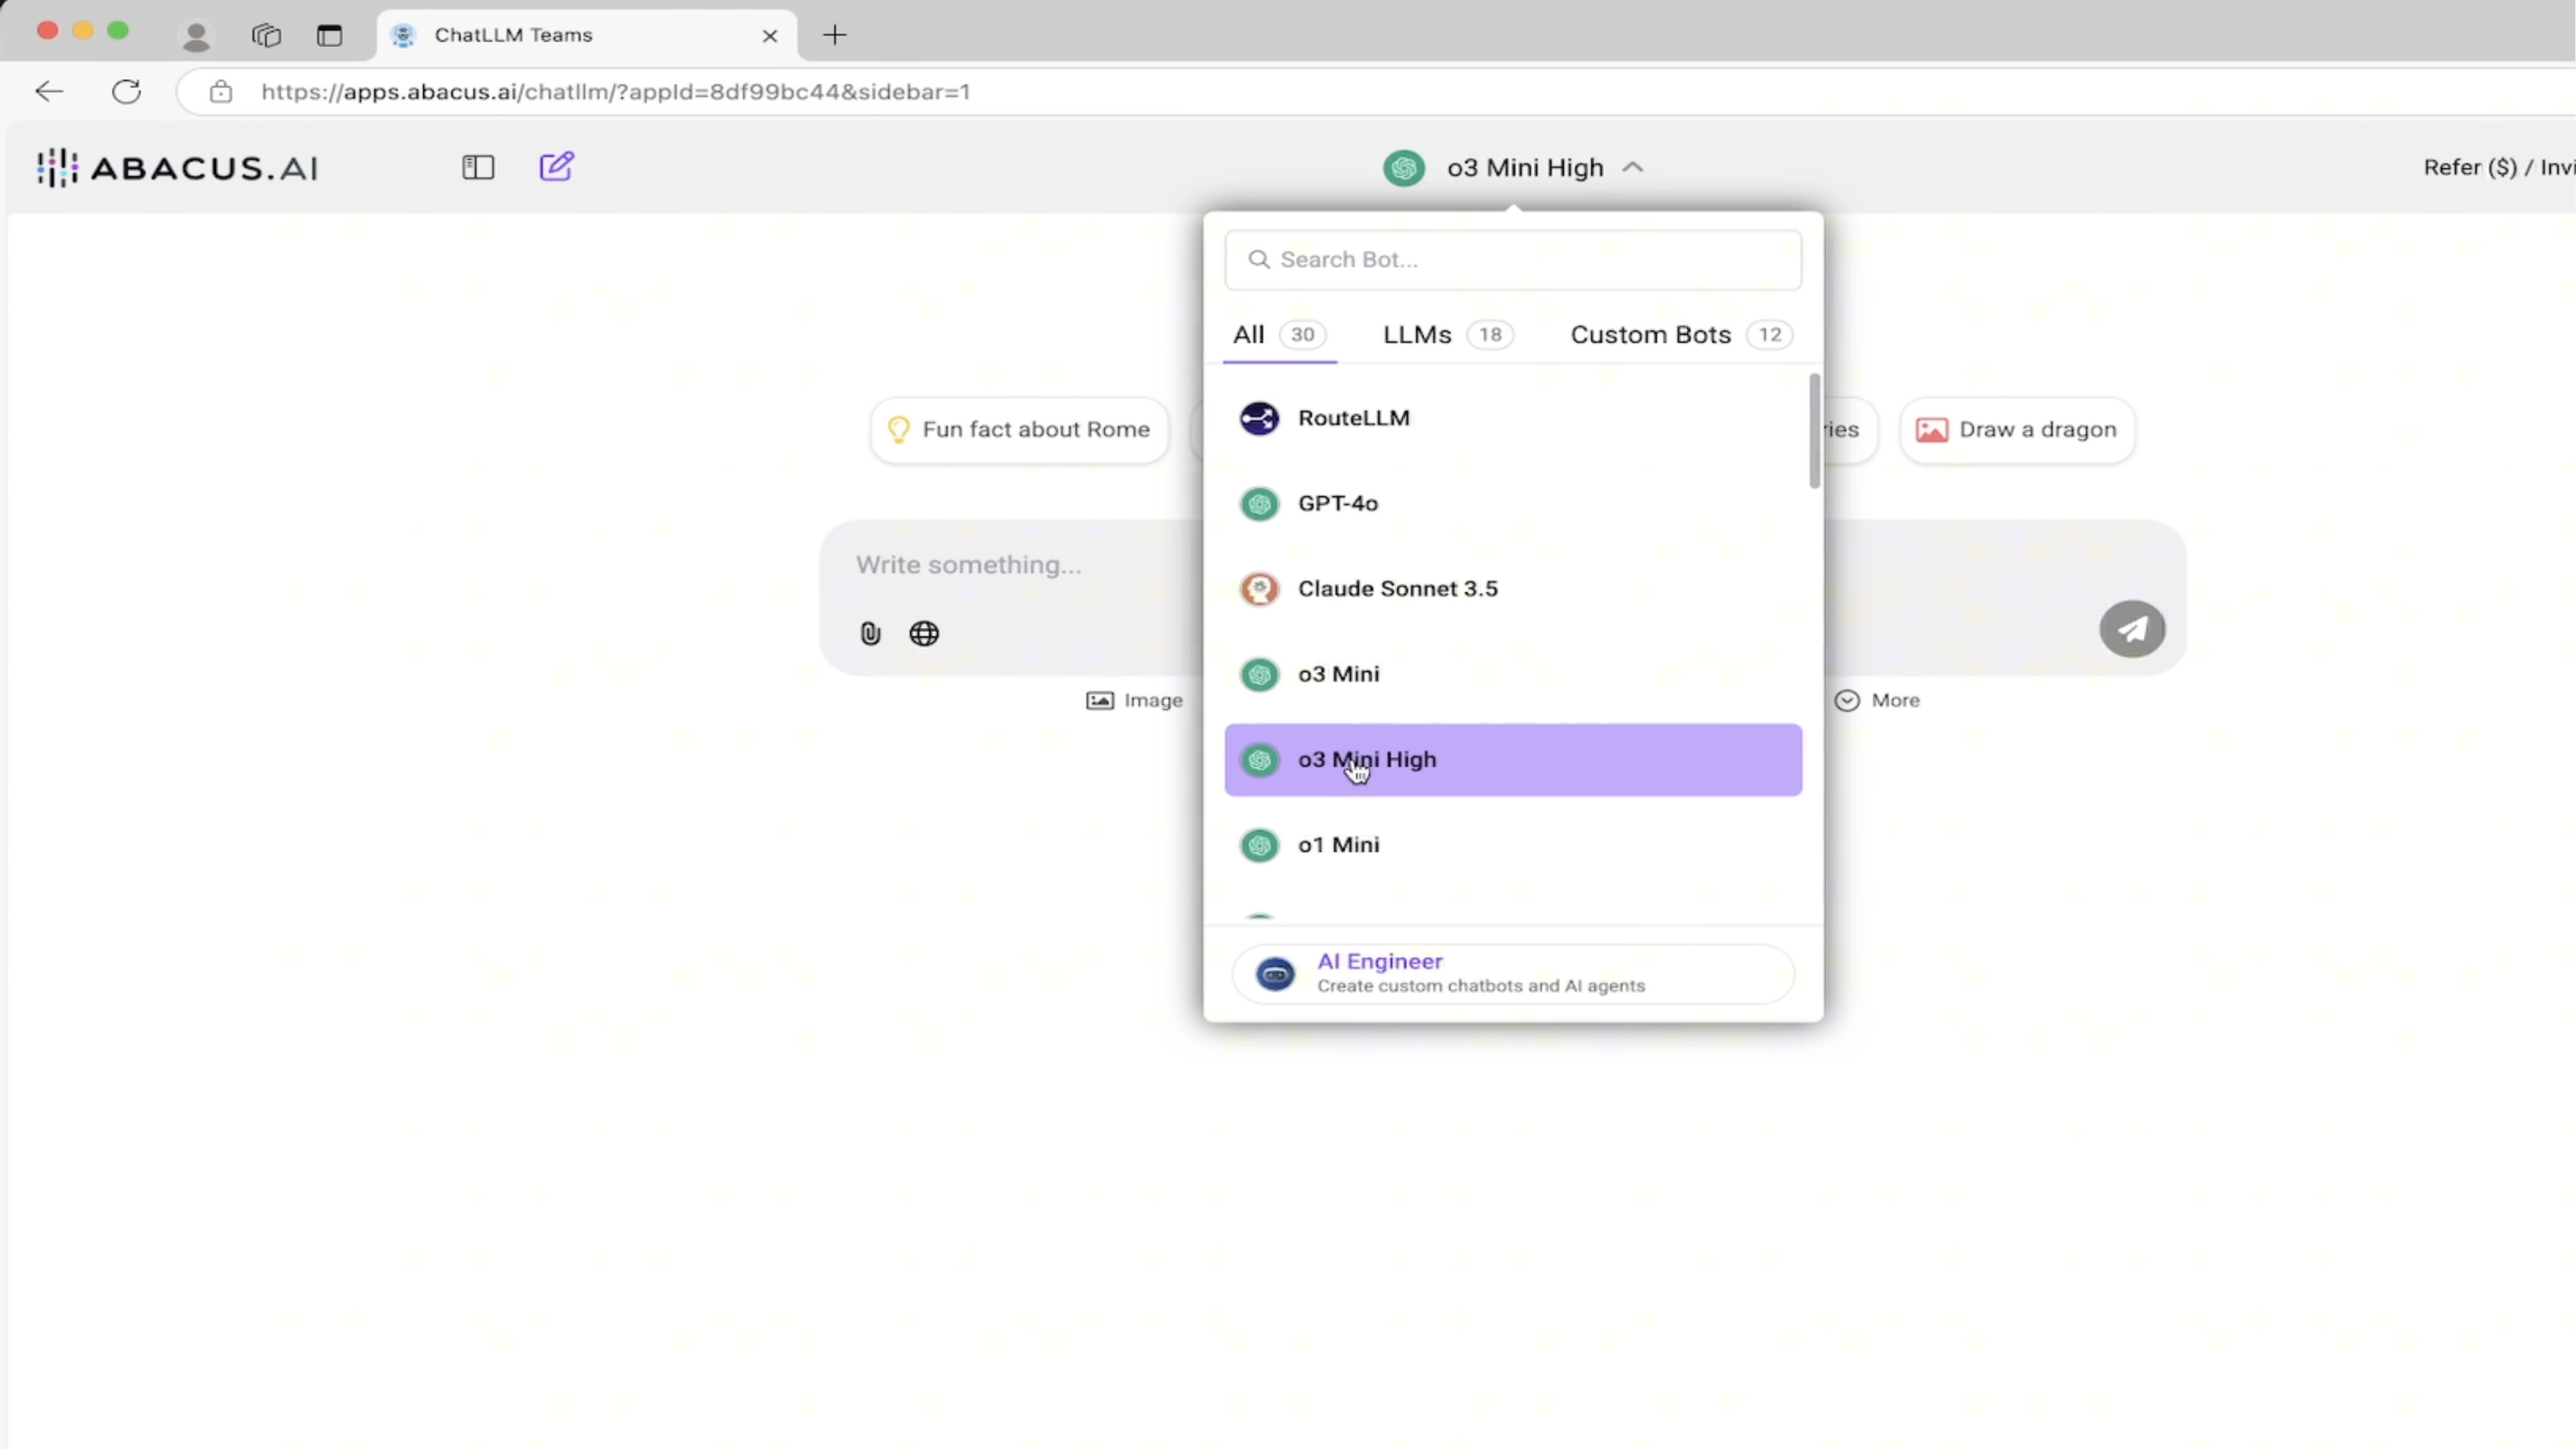 ChatLLM Teams
https://apps.abacus.ai/chatllm/?appId=8df99bc44&sidebar=1
ABACUS.AI
o3 Mini High
Refer ($) / Invi
Search Bot...
All 30 LLMs 18 Custom Bots 12
RouteLLM
Fun fact about Rome
ries
Draw a dragon
GPT-4o
Write something...
Claude Sonnet 3.5
o3 Mini
Image
More
o3 Mini High
o1 Mini
AI Engineer
Create custom chatbots and AI agents